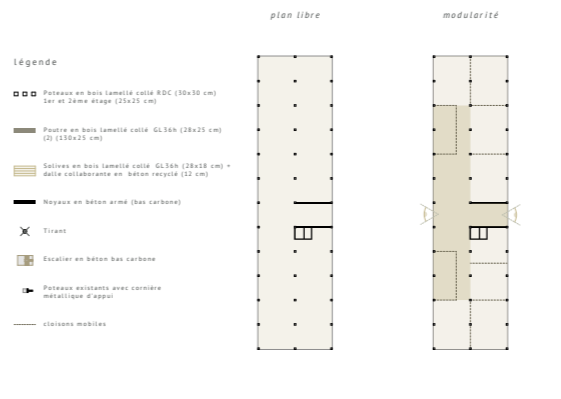 plan libre
modularité
légende
Poteaux en bois lamellé collé RDC (30x30 cm)
1er et 2ème étage (25x25 cm)
Poutre en bois lamellé collé GL36h (28x25 cm)
(2) (130x25 cm)
Solives en bois lamellé collé GL36h (28x18 cm) +
dalle collaborante en béton recyclé (12 cm)
Noyaux en béton armé (bas carbone)
Tirant
Escalier en béton bas carbone
Poteaux existants avec cornière
métallique d'appui
cloisons mobiles